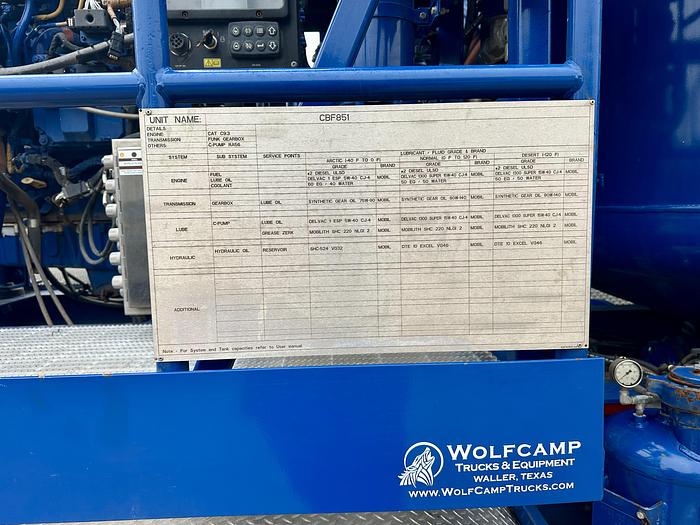 UNIT NAME: CBF851
DETAILS
ENGINE CAT C9.3
TRANSMISSION FUNK GEARBOX
OTHERS C-PUMP RA56
LUBRICANT - FLUID GRADE & BRAND
SYSTEM SUB SYSTEM SERVICE POINTS ARCTIC (-40 F TO 0 F) NORMAL (0 F TO 120 F) DESERT (>120 F)
GRADE BRAND GRADE BRAND GRADE BRAND
FUEL #2 DIESEL ULSD #2 DIESEL ULSD #2 DIESEL ULSD
ENGINE LUBE OIL DELVAC 1 ESP 5W-40 CJ-4 MOBIL DELVAC 1300 SUPER 15W-40 CJ-4 MOBIL DELVAC 1300 SUPER 15W-40 CJ-4 MOBIL
COOLANT 60 EG - 40 WATER 50 EG - 50 WATER 50 EG - 50 WATER
TRANSMISSION GEARBOX LUBE OIL SYNTHETIC GEAR OIL 75W-90 MOBIL SYNTHETIC GEAR OIL 80W-140 MOBIL SYNTHETIC GEAR OIL 80W-140 MOBIL
LUBE C-PUMP LUBE OIL DELVAC 1 ESP 5W-40 CJ-4 MOBIL DELVAC 1300 SUPER 15W-40 CJ-4 MOBIL DELVAC 1300 SUPER 15W-40 CJ-4 MOBIL
GREASE ZERK MOBILITH SHC 220 NLGI 2 MOBIL MOBILITH SHC 220 NLGI 2 MOBIL MOBILITH SHC 220 NLGI 2 MOBIL
HYDRAULIC HYDRAULIC OIL RESERVOIR SHC-524 VG32 MOBIL DTE 10 EXCEL VG46 MOBIL DTE 10 EXCEL VG46 MOBIL
ADDITIONAL
Note - For System and Tank capacities refer to User manual
WOLFCAMP
TRUCKS & EQUIPMENT
WALLER, TEXAS
WWW.WOLFCAMPTRUCKS.COM